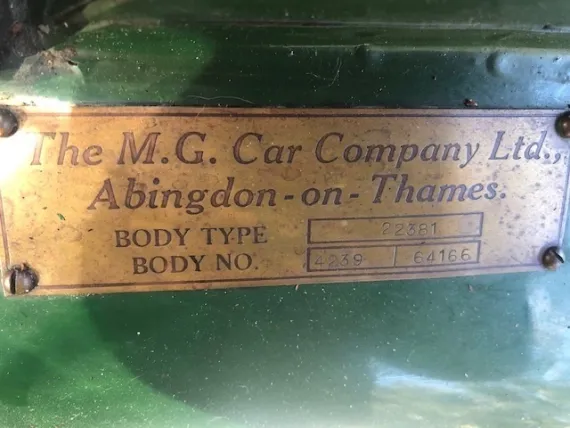 The M.G. Car Company Ltd.,
Abingdon-on-Thames.
BODY TYPE 22381
BODY NO. 4239 / 64166